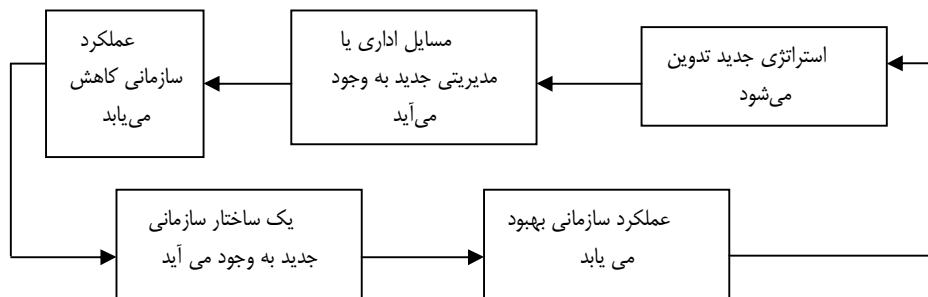 استراتژی جدید تدوین
می‌شود
مسایل اداری یا
مدیریتی جدید به وجود
می‌آید
عملکرد
سازمانی کاهش
می‌یابد
یک ساختار سازمانی
جدید به وجود می آید
عملکرد سازمانی بهبود
می یابد